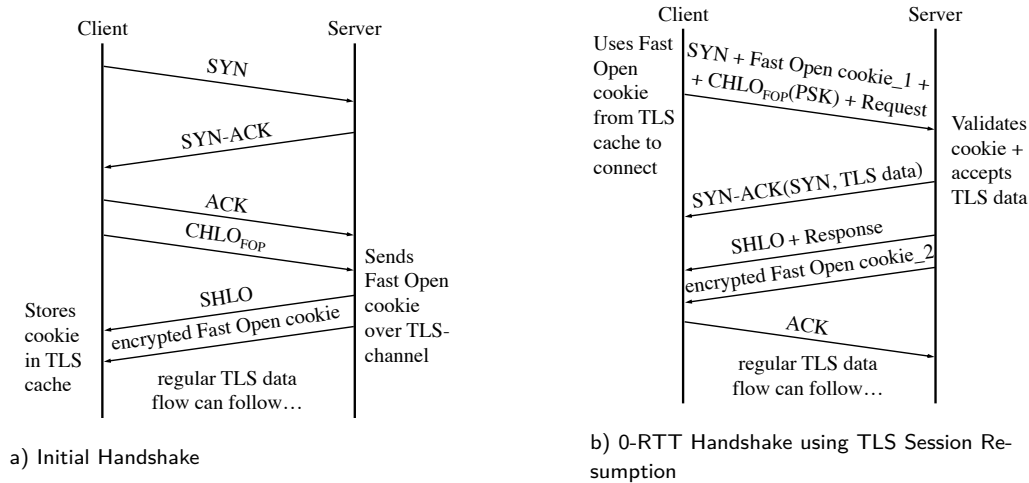 Client
Server
SYN
SYN-ACK
ACK
CHLO_FOP
Sends
Fast Open
cookie
over TLS-
channel
SHLO
encrypted Fast Open cookie
Stores
cookie
in TLS
cache
regular TLS data
flow can follow…
a) Initial Handshake
Client
Server
Uses Fast
Open
cookie
from TLS
cache to
connect
SYN + Fast Open cookie_1 +
+ CHLO_FOP(PSK) + Request
Validates
cookie +
accepts
TLS data
SYN-ACK(SYN, TLS data)
SHLO + Response
encrypted Fast Open cookie_2
ACK
regular TLS data
flow can follow…
b) 0-RTT Handshake using TLS Session Re-
sumption